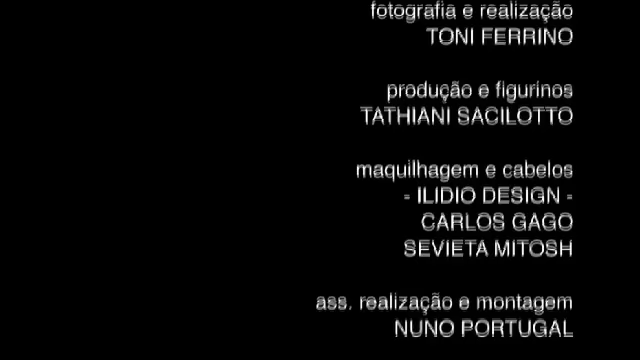 fotografia e realização
TONI FERRINO
produção e figurinos
TATHIANI SACILOTTO
maquilhagem e cabelos
- ILIDIO DESIGN -
CARLOS GAGO
SEVIETA MITOSH
ass. realização e montagem
NUNO PORTUGAL